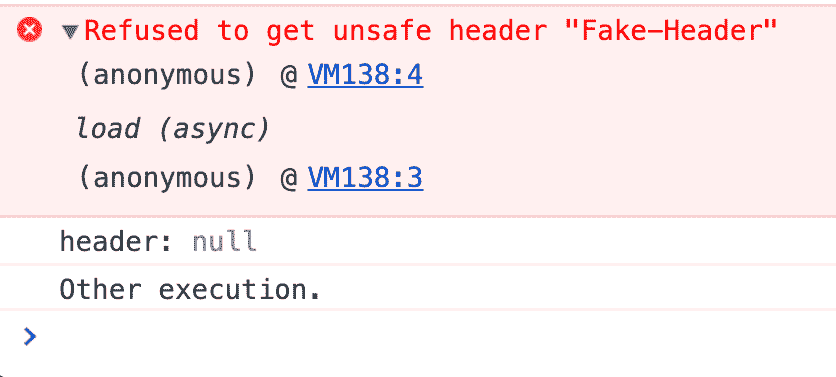 Refused to get unsafe header "Fake-Header"
(anonymous) @ VM138:4
load (async)
(anonymous) @ VM138:3
header: null
Other execution.